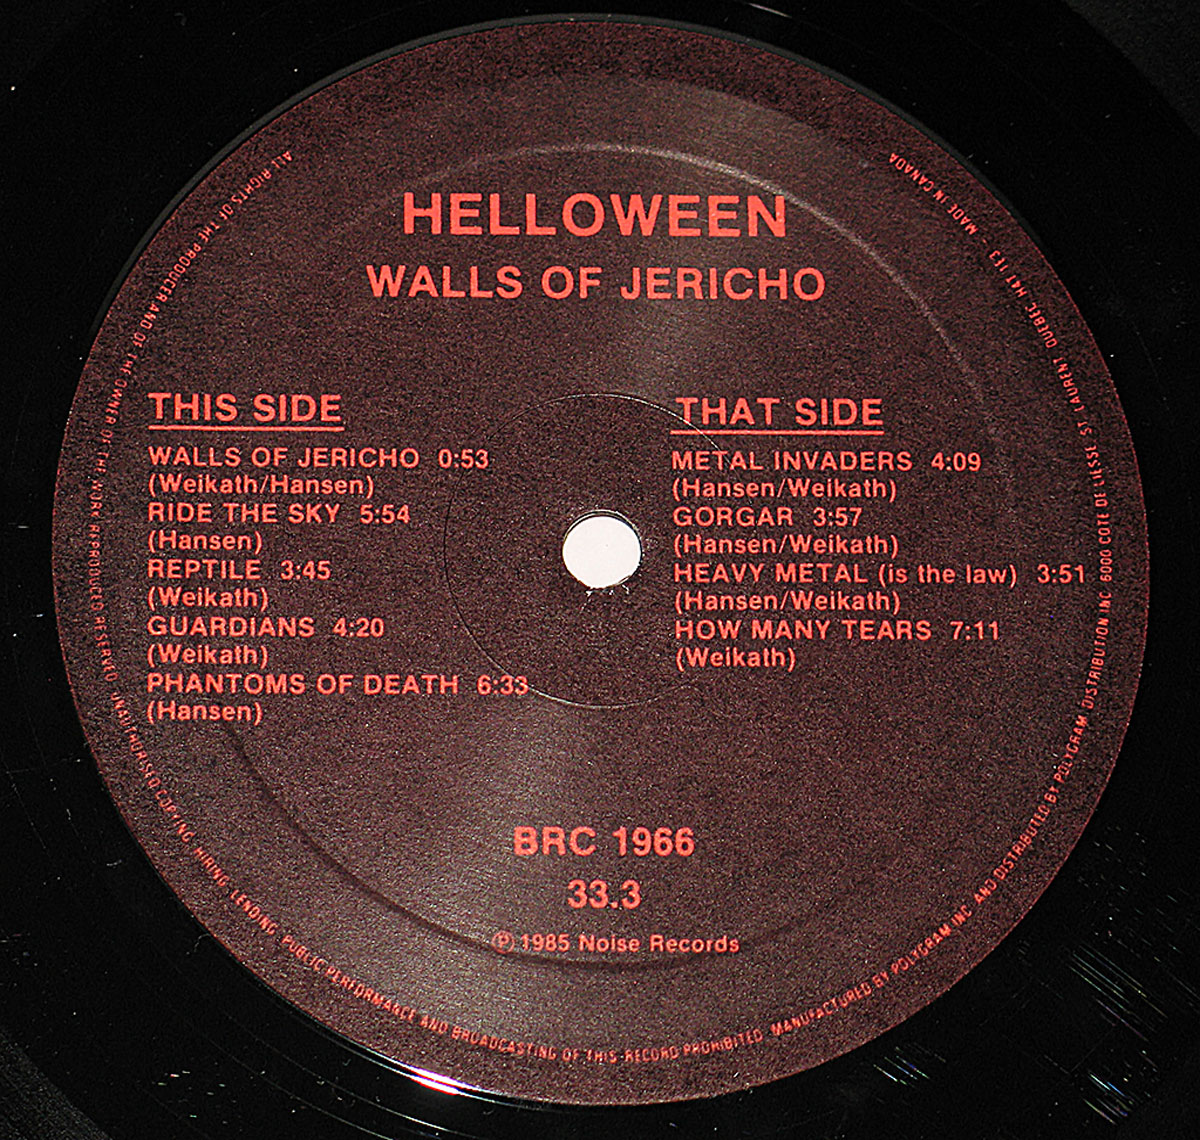 HELLOWEEN
WALLS OF JERICHO
THIS SIDE
WALLS OF JERICHO 0:53
(Weikath/Hansen)
RIDE THE SKY 5:54
(Hansen)
REPTILE 3:45
(Weikath)
GUARDIANS 4:20
(Weikath)
PHANTOMS OF DEATH 6:33
(Hansen)
THAT SIDE
METAL INVADERS 4:09
(Hansen/Weikath)
GORGAR 3:57
(Hansen/Weikath)
HEAVY METAL (is the law) 3:51
(Hansen/Weikath)
HOW MANY TEARS 7:11
(Weikath)
BRC 1966
33.3
℗ 1985 Noise Records
ALL RIGHTS OF THE PRODUCER AND OF THE OWNER OF THE WORK REPRODUCED RESERVED. UNAUTHORISED COPYING, HIRING, LENDING, PUBLIC PERFORMANCE AND BROADCASTING OF THIS RECORD PROHIBITED. MANUFACTURED BY POLYGRAM INC. AND DISTRIBUTED BY POLYGRAM DISTRIBUTION INC. 6000 COTE DE LIESSE ST LAURENT QUEBEC, H4T 1E3 - MADE IN CANADA